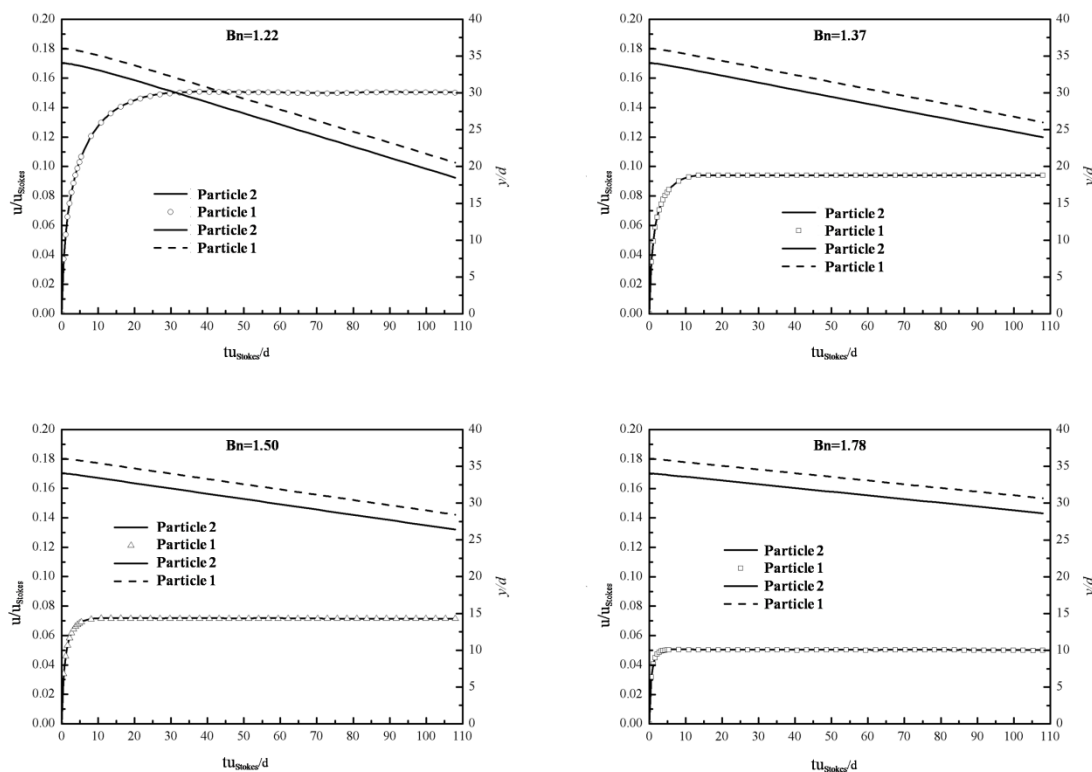 Bn=1.22
0.20
0.18
0.16
0.14
0.12
0.10
0.08
0.06
0.04
0.02
0.00
u/uStokes
40
35
30
25
20
15
10
5
0
y/d
Particle 2
Particle 1
Particle 2
Particle 1
0 10 20 30 40 50 60 70 80 90 100 110
tuStokes/d
Bn=1.37
0.20
0.18
0.16
0.14
0.12
0.10
0.08
0.06
0.04
0.02
0.00
u/uStokes
40
35
30
25
20
15
10
5
0
y/d
Particle 2
Particle 1
Particle 2
Particle 1
0 10 20 30 40 50 60 70 80 90 100 110
tuStokes/d
Bn=1.50
0.20
0.18
0.16
0.14
0.12
0.10
0.08
0.06
0.04
0.02
0.00
u/uStokes
40
35
30
25
20
15
10
5
0
y/d
Particle 2
Particle 1
Particle 2
Particle 1
0 10 20 30 40 50 60 70 80 90 100 110
tuStokes/d
Bn=1.78
0.20
0.18
0.16
0.14
0.12
0.10
0.08
0.06
0.04
0.02
0.00
u/uStokes
40
35
30
25
20
15
10
5
0
y/d
Particle 2
Particle 1
Particle 2
Particle 1
0 10 20 30 40 50 60 70 80 90 100 110
tuStokes/d